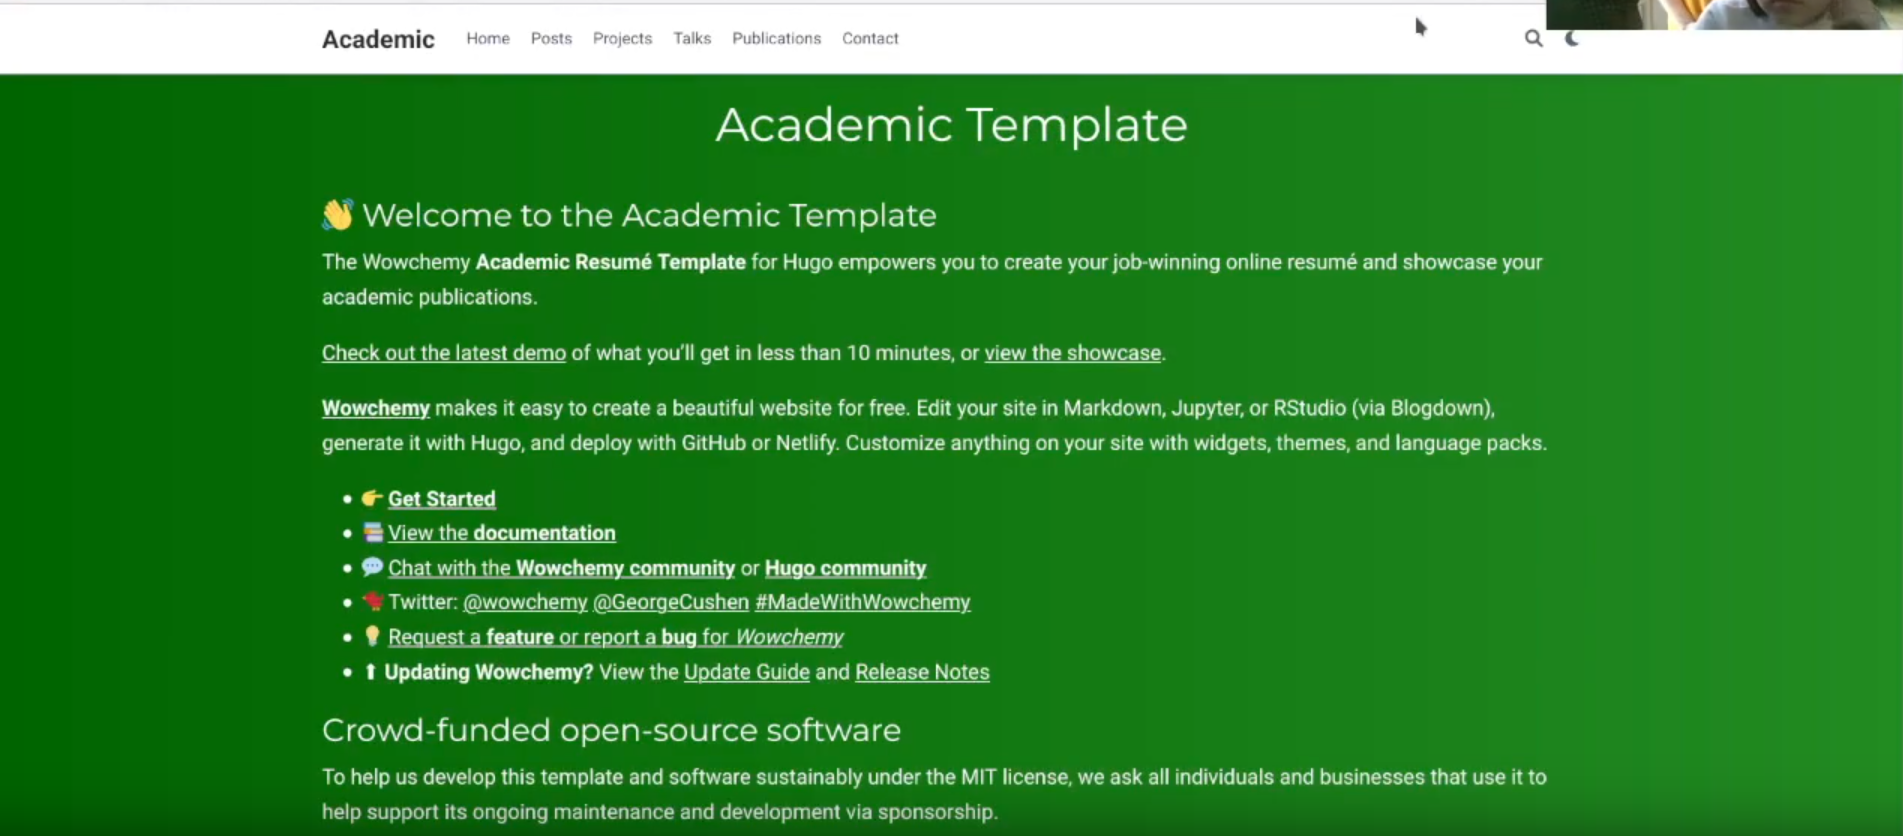 Academic Home Posts Projects Talks Publications Contact
Academic Template
👋 Welcome to the Academic Template
The Wowchemy Academic Resumé Template for Hugo empowers you to create your job-winning online resumé and showcase your
academic publications.
Check out the latest demo of what you'll get in less than 10 minutes, or view the showcase.
Wowchemy makes it easy to create a beautiful website for free. Edit your site in Markdown, Jupyter, or RStudio (via Blogdown),
generate it with Hugo, and deploy with GitHub or Netlify. Customize anything on your site with widgets, themes, and language packs.
• 👉 Get Started
• 📚 View the documentation
• 💬 Chat with the Wowchemy community or Hugo community
• 🐦 Twitter: @wowchemy @GeorgeCushen #MadeWithWowchemy
• 💡 Request a feature or report a bug for Wowchemy
• ⬆ Updating Wowchemy? View the Update Guide and Release Notes
Crowd-funded open-source software
To help us develop this template and software sustainably under the MIT license, we ask all individuals and businesses that use it to
help support its ongoing maintenance and development via sponsorship.